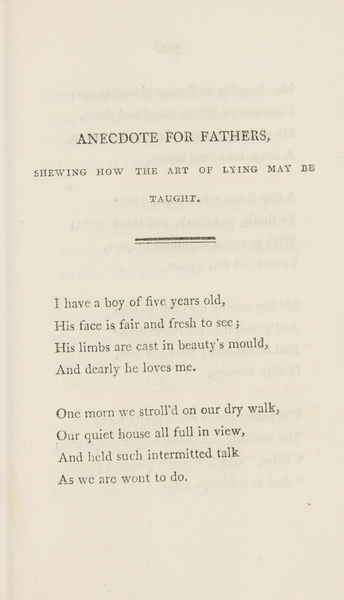 ANECDOTE FOR FATHERS,
SHEWING HOW THE ART OF LYING MAY BE
TAUGHT.
I have a boy of five years old,
His face is fair and fresh to see;
His limbs are cast in beauty's mould,
And dearly he loves me.
One morn we stroll'd on our dry walk,
Our quiet house all full in view,
And held such intermitted talk
As we are wont to do.